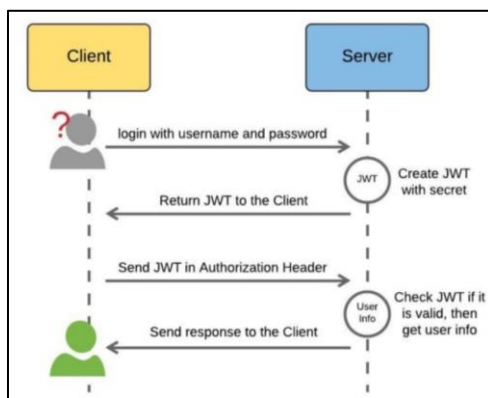 Client
Server
?
login with username and password
JWT
Create JWT
with secret
Return JWT to the Client
Send JWT in Authorization Header
User
Info
Check JWT if it
is valid, then
get user info
Send response to the Client